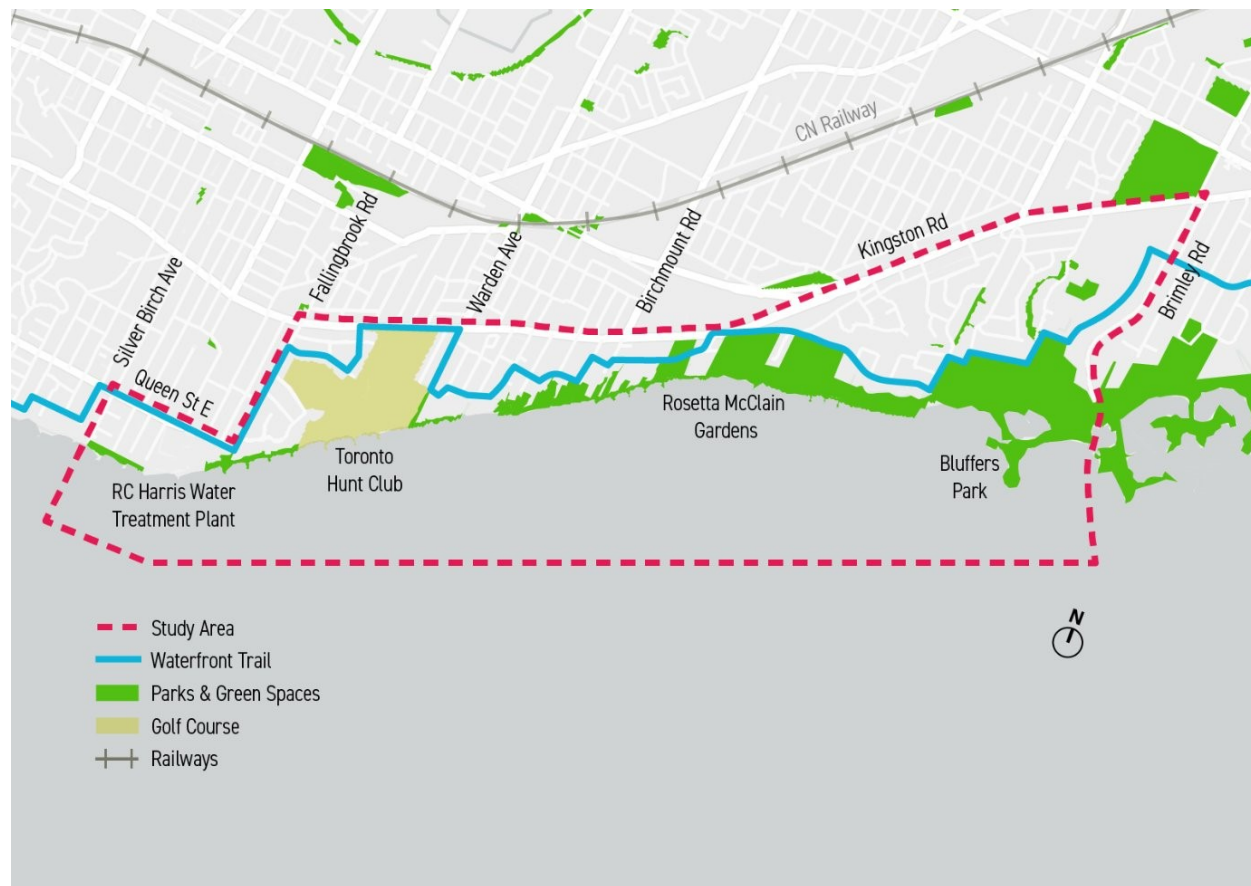 CN Railway
Fallingbrook Rd
Warden Ave
Birchmount Rd
Kingston Rd
Silver Birch Ave
Brimley Rd
Queen St E
Rosetta McClain
Gardens
Toronto
Hunt Club
Bluffers
Park
RC Harris Water
Treatment Plant
N
Study Area
Waterfront Trail
Parks & Green Spaces
Golf Course
Railways